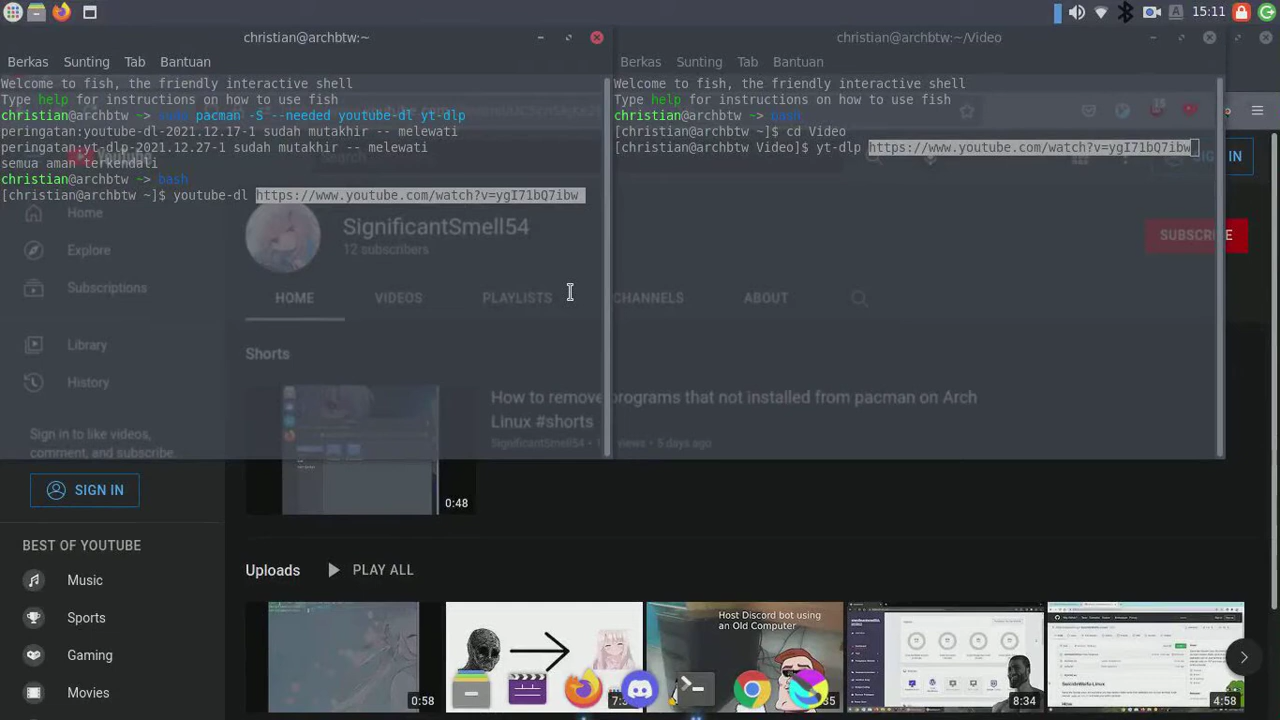 15:11
christian@archbtw:~
Berkas Sunting Tab Bantuan
Welcome to fish, the friendly interactive shell
Type help for instructions on how to use fish
christian@archbtw ~> sudo pacman -S --needed youtube-dl yt-dlp
peringatan youtube-dl-2021.12.17-1 sudah mutakhir -- melewati
peringatan yt-dlp-2021.12.27-1 sudah mutakhir -- melewati
semua aman terkendali
christian@archbtw ~> bash
[christian@archbtw ~]$ youtube-dl https://www.youtube.com/watch?v=ygI71bQ7ibw
christian@archbtw:~/Video
Berkas Sunting Tab Bantuan
Welcome to fish, the friendly interactive shell
Type help for instructions on how to use fish
christian@archbtw ~> bash
[christian@archbtw ~]$ cd Video
[christian@archbtw Video]$ yt-dlp https://www.youtube.com/watch?v=ygI71bQ7ibw
Search
SIGN IN
Home
Explore
Subscriptions
Library
History
Sign in to like videos,
comment, and subscribe.
SIGN IN
BEST OF YOUTUBE
Music
Sports
Gaming
Movies
SignificantSmell54
12 subscribers
SUBSCRIBE
HOME VIDEOS PLAYLISTS CHANNELS ABOUT
Shorts
How to remove programs that not installed from pacman on Arch
Linux #shorts
SignificantSmell54 views • 5 days ago
0:48
Uploads PLAY ALL
Host Discord bot using
an Old Computer
8:34
4:58